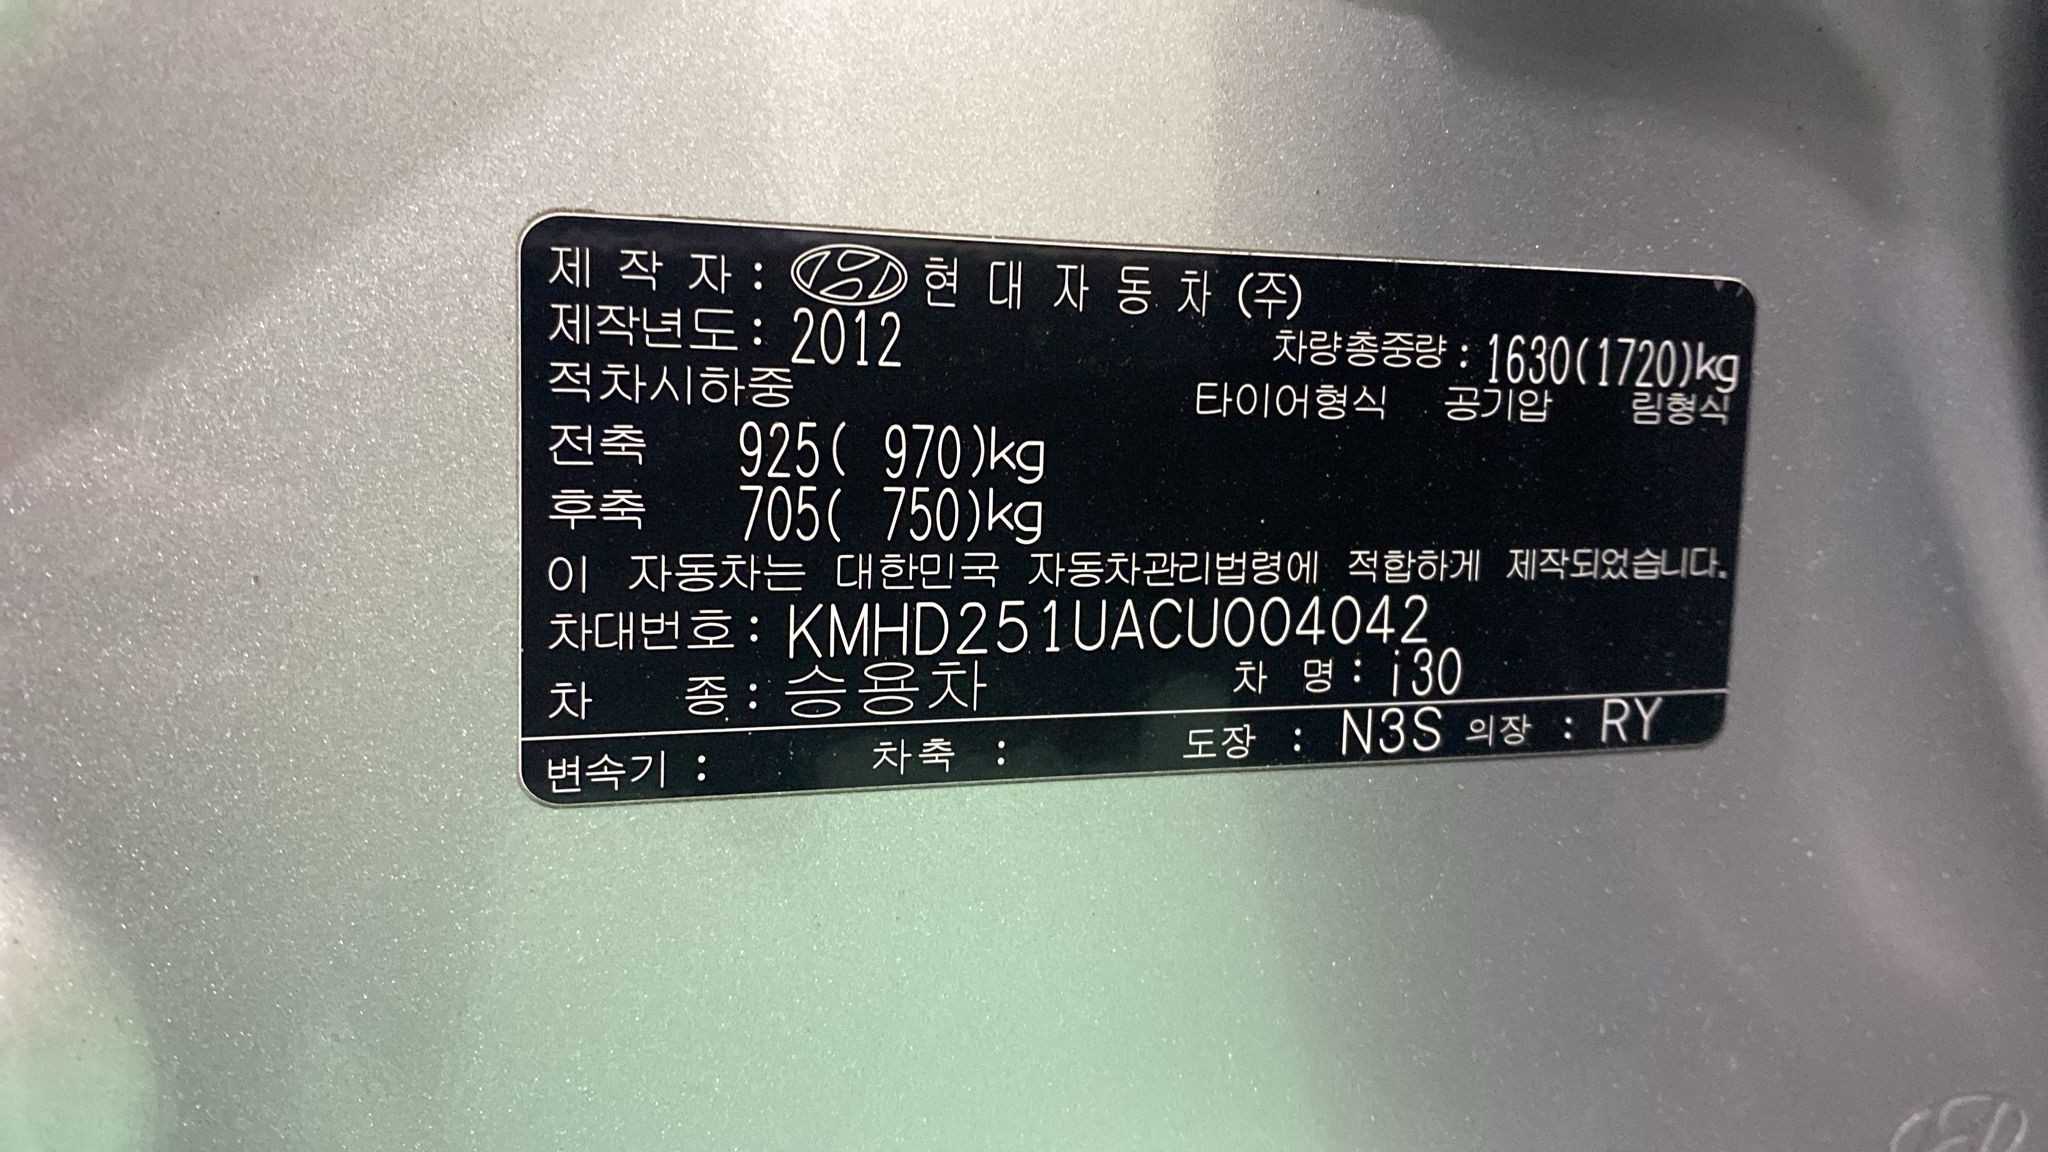 제 작 자 : 현 대 자 동 차 (주)
제작년도 : 2012
차량총중량 : 1630(1720)kg
적차시하중
타이어형식 공기압 림형식
전축 925( 970)kg
후축 705( 750)kg
이 자동차는 대한민국 자동차관리법령에 적합하게 제작되었습니다.
차대번호 : KMHD251UACU004042
차 종 : 승용차 차 명 : i30
변속기 : 차축 : 도장 : N3S 의장 : RY